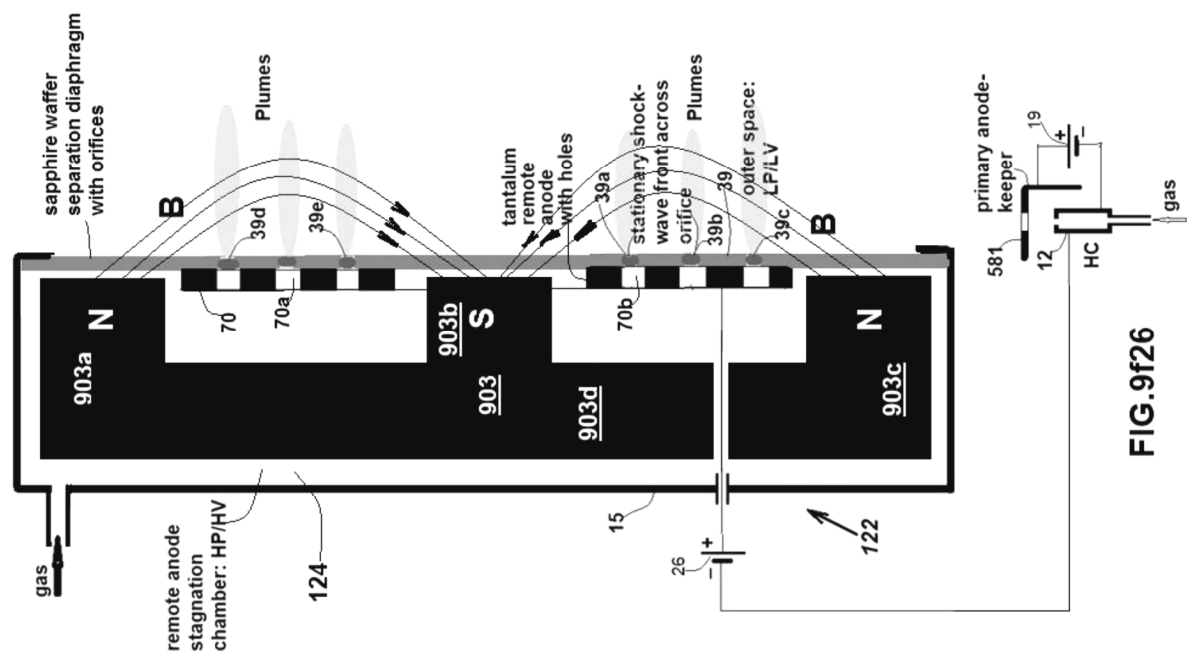 sapphire waffer
separation diaphragm
with orifices
B
Plumes
39d
39e
70
70a
N
903a
903b
S
903
903d
tantalum
remote
anode
with holes
39a
stationary shock-
wave front across
orifice
39b
39
Plumes
outer space:
LP/LV
39c
B
70b
N
903c
gas
remote anode
stagnation
chamber: HP/HV
124
15
122
26
+
−
primary anode-
keeper
19
+
−
581
12
HC
gas
FIG.9f26